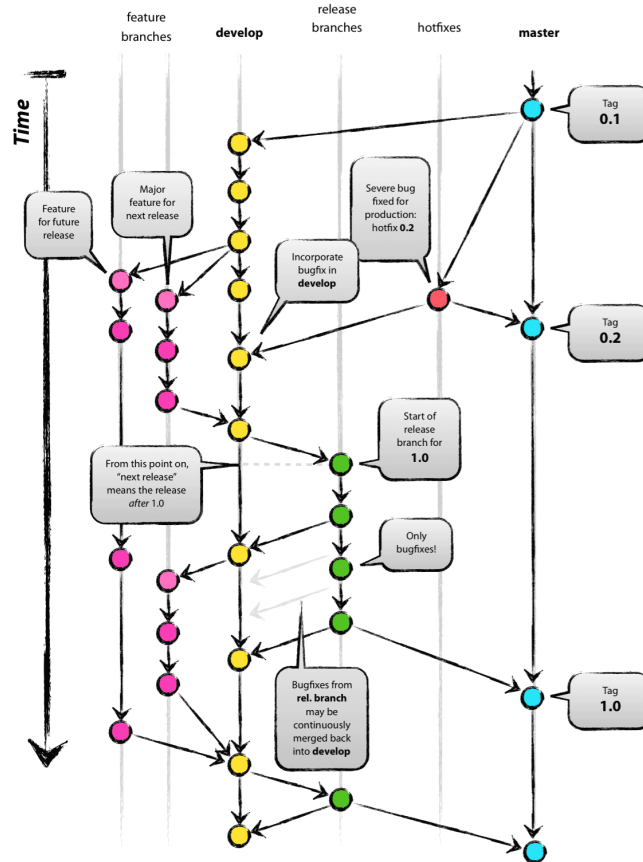 feature
branches
develop
release
branches
hotfixes
master
Time
Tag
0.1
Feature
for future
release
Major
feature for
next release
Severe bug
fixed for
production:
hotfix 0.2
Incorporate
bugfix in
develop
Tag
0.2
Start of
release
branch for
1.0
From this point on,
“next release”
means the release
after 1.0
Only
bugfixes!
Bugfixes from
rel. branch
may be
continuously
merged back
into develop
Tag
1.0